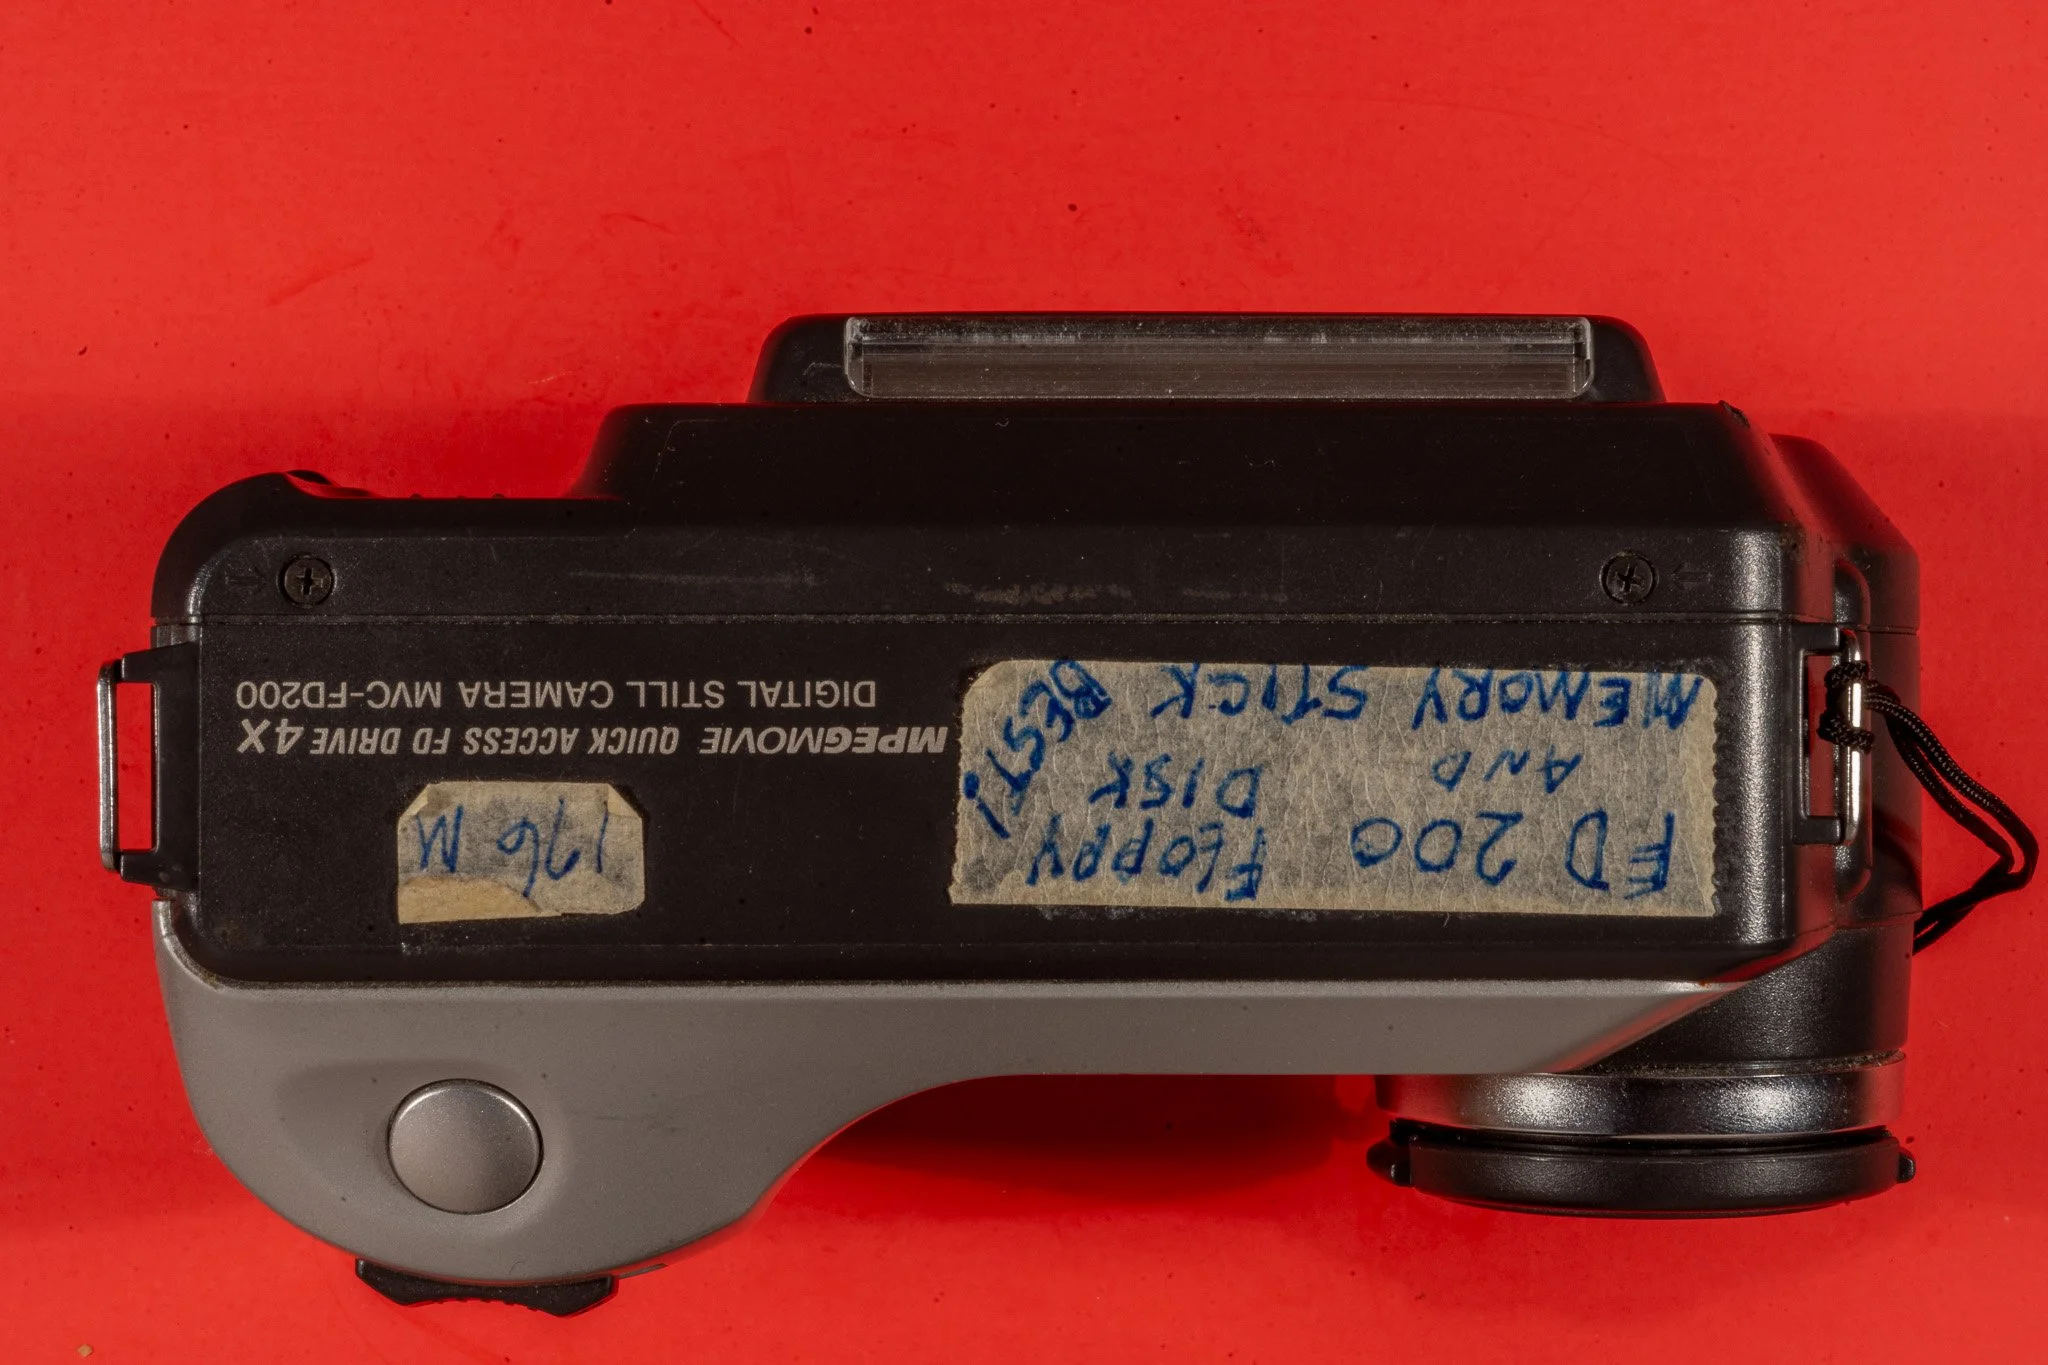 FD 200 FLOPPY
AND DISK
MEMORY STICK BEST!
176 M
MPEGMOVIE QUICK ACCESS FD DRIVE 4X
DIGITAL STILL CAMERA MVC-FD200